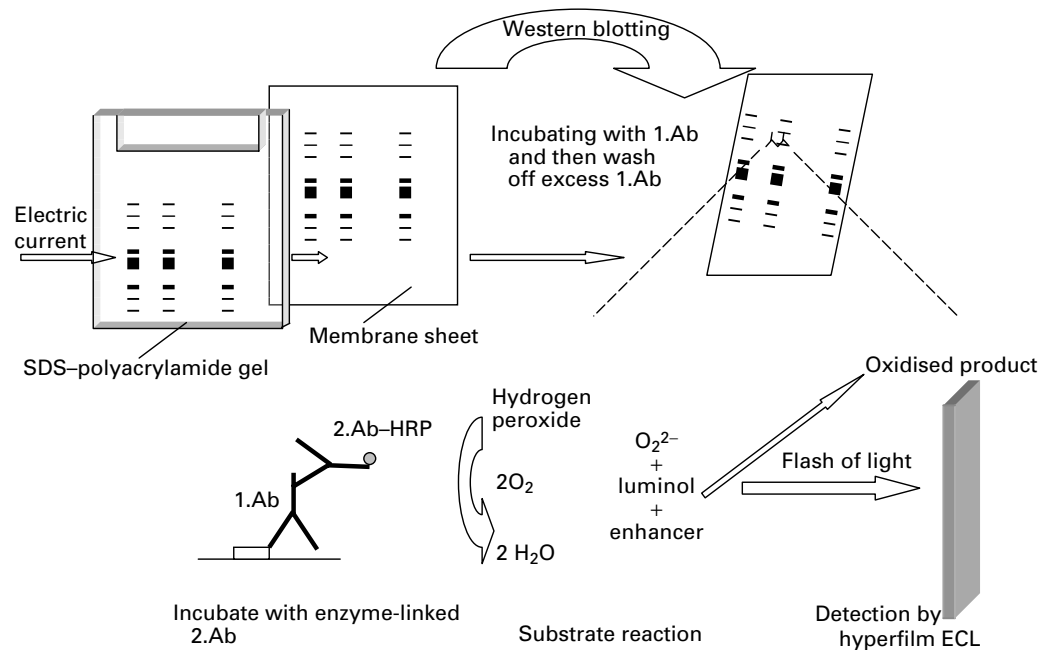 Western blotting
Incubating with 1.Ab
and then wash
off excess 1.Ab
Electric
current
Membrane sheet
SDS–polyacrylamide gel
Oxidised product
Hydrogen
peroxide
2.Ab–HRP
O₂²⁻
+
luminol
+
enhancer
Flash of light
1.Ab
2O₂
2 H₂O
Incubate with enzyme-linked
2.Ab
Substrate reaction
Detection by
hyperfilm ECL